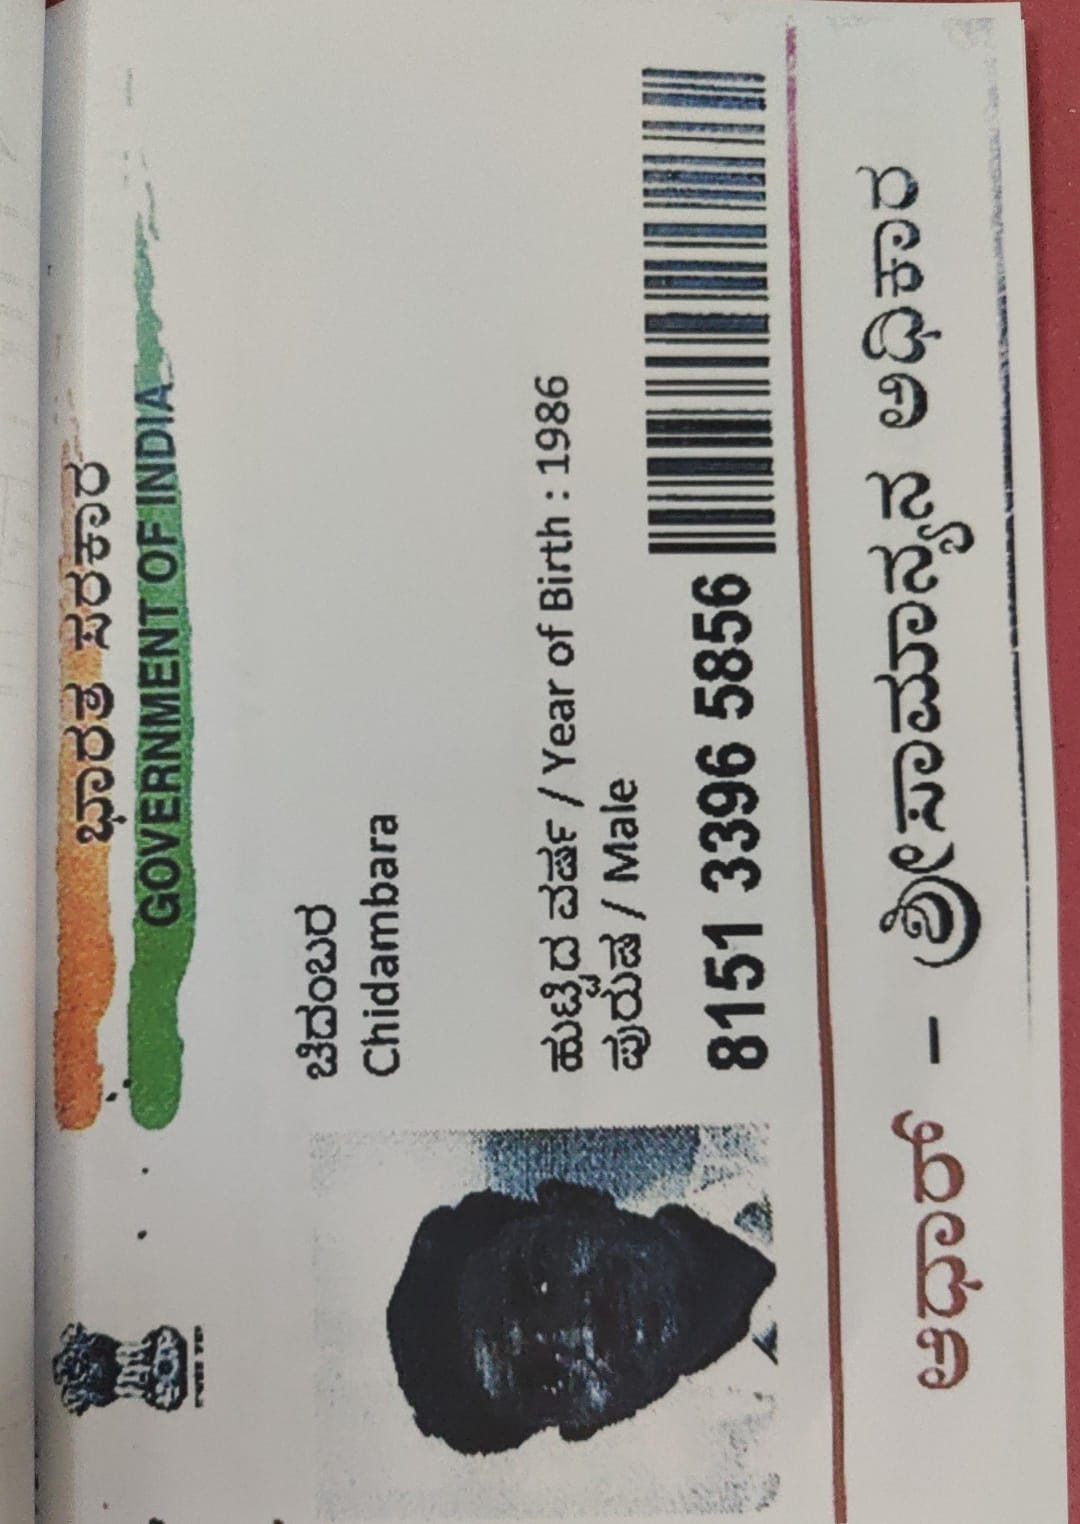 ಭಾರತ ಸರಕಾರ
GOVERNMENT OF INDIA
ಚಿದಂಬರ
Chidambara
ಹುಟ್ಟಿದ ವರ್ಷ / Year of Birth : 1986
ಪುರುಷ / Male
8151 3396 5856
ಆಧಾರ್ - ಶ್ರೀಸಾಮಾನ್ಯನ ಅಧಿಕಾರ